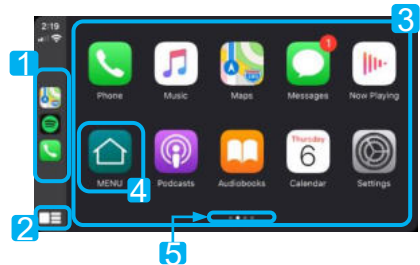 2:19
1
3
1
Phone
Music
Maps
Messages
Now Playing
Thursday
6
MENU
4
Podcasts
Audiobooks
Calendar
Settings
2
5